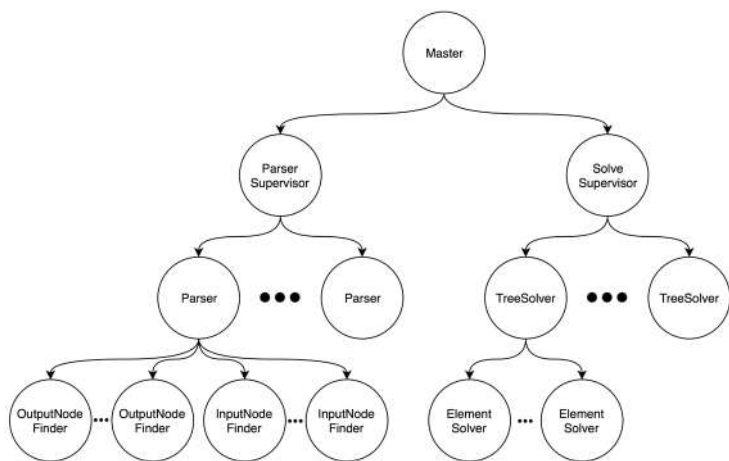 Master
Parser
Supervisor
Solve
Supervisor
Parser
Parser
TreeSolver
TreeSolver
OutputNode
Finder
OutputNode
Finder
InputNode
Finder
InputNode
Finder
Element
Solver
Element
Solver